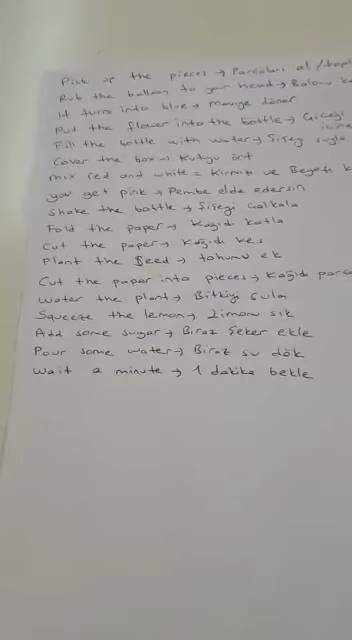 Pick up the pieces → Parçaları al / topl
Rub the balloon to your head → Balonu k
It turns into blue → maviye döner
Put the flower into the bottle → Çiçeği
içine
Fill the bottle with water → Şişeyi suyla
Cover the box → Kutuyu ört
mix red and white = Kırmızı ve Beyazı k
you get pink → Pembe elde edersin
Shake the bottle → Şişeyi Çalkala
Fold the paper → Kağıdı katla
Cut the paper → Kağıdı kes
Plant the Seed → tohumu ek
Cut the paper into pieces → Kağıdı parça
Water the plant → Bitkiyi Sula
Squeeze the lemon → Limonu sık
Add some sugar → Biraz Şeker ekle
Pour some water → Biraz su dök
Wait a minute → 1 dakika bekle